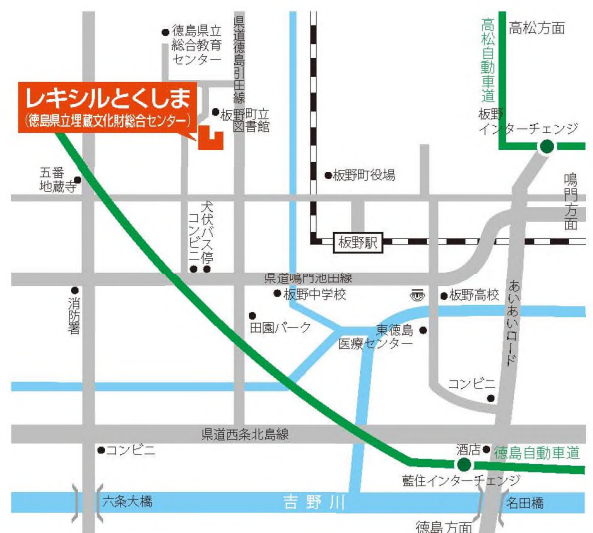 徳島県立
総合教育
センター
県道徳島引田線
高松自動車道
高松方面
レキシルとくしま
(徳島県立埋蔵文化財総合センター)
板野町立
図書館
板野
インターチェンジ
五番
地蔵寺
板野町役場
鳴門方面
犬伏バス停
コンビニ
板野駅
県道鳴門池田線
消防署
板野中学校
板野高校
あいあいロード
田園パーク
東徳島
医療センター
コンビニ
県道西条北島線
コンビニ
酒店
徳島自動車道
藍住インターチェンジ
六条大橋
吉野川
名田橋
徳島方面